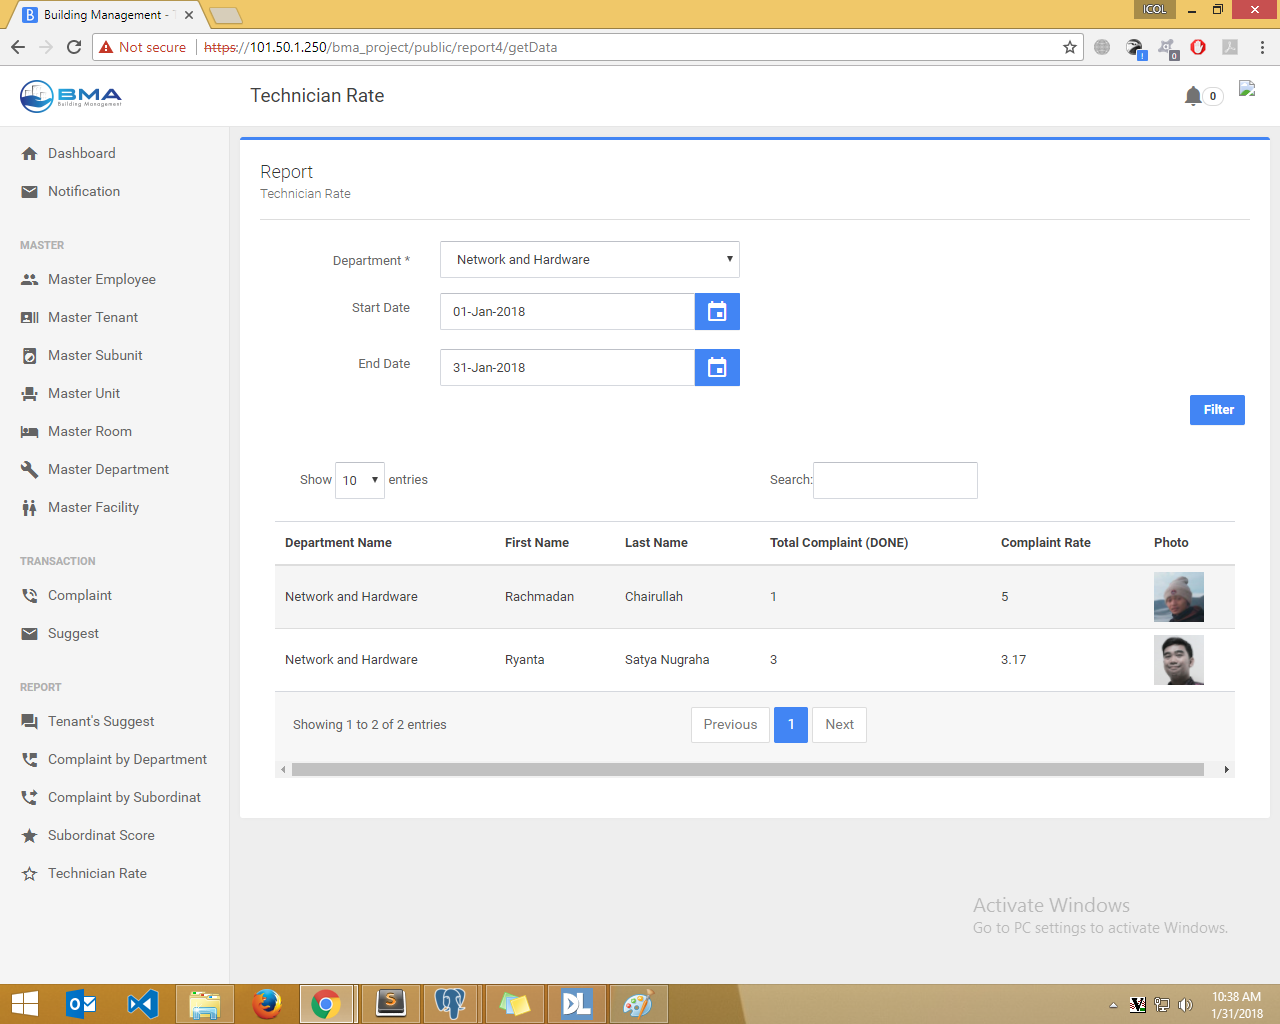 Building Management - T
ICOL
Not secure https://101.50.1.250/bma_project/public/report4/getData
BMA
Building Management
Technician Rate
0
Dashboard
Notification
MASTER
Master Employee
Master Tenant
Master Subunit
Master Unit
Master Room
Master Department
Master Facility
TRANSACTION
Complaint
Suggest
REPORT
Tenant's Suggest
Complaint by Department
Complaint by Subordinat
Subordinat Score
Technician Rate
Report
Technician Rate
Department * Network and Hardware
Start Date 01-Jan-2018
End Date 31-Jan-2018
Filter
Show 10 entries Search:
Department Name First Name Last Name Total Complaint (DONE) Complaint Rate Photo
Network and Hardware Rachmadan Chairullah 1 5
Network and Hardware Ryanta Satya Nugraha 3 3.17
Showing 1 to 2 of 2 entries Previous 1 Next
Activate Windows
Go to PC settings to activate Windows.
10:38 AM
1/31/2018